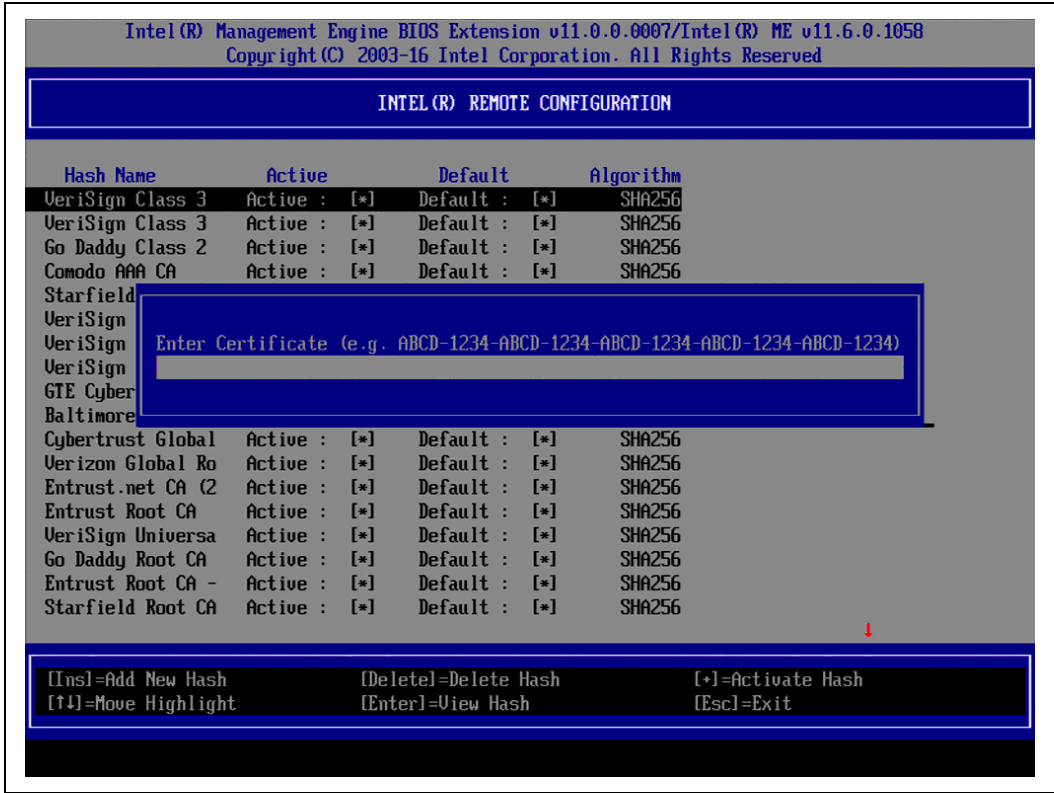 Intel(R) Management Engine BIOS Extension v11.0.0.0007/Intel(R) ME v11.6.0.1058
Copyright(C) 2003-16 Intel Corporation. All Rights Reserved
INTEL(R) REMOTE CONFIGURATION
Hash Name Active Default Algorithm
VeriSign Class 3 Active : [*] Default : [*] SHA256
VeriSign Class 3 Active : [*] Default : [*] SHA256
Go Daddy Class 2 Active : [*] Default : [*] SHA256
Comodo AAA CA Active : [*] Default : [*] SHA256
Starfield
VeriSign
VeriSign
VeriSign
GTE Cyber
Baltimore
Enter Certificate (e.g. ABCD-1234-ABCD-1234-ABCD-1234-ABCD-1234-ABCD-1234)
Cybertrust Global Active : [*] Default : [*] SHA256
Verizon Global Ro Active : [*] Default : [*] SHA256
Entrust.net CA (2 Active : [*] Default : [*] SHA256
Entrust Root CA Active : [*] Default : [*] SHA256
VeriSign Universa Active : [*] Default : [*] SHA256
Go Daddy Root CA Active : [*] Default : [*] SHA256
Entrust Root CA - Active : [*] Default : [*] SHA256
Starfield Root CA Active : [*] Default : [*] SHA256
↓
[Ins]=Add New Hash [Delete]=Delete Hash [+]=Activate Hash
[↑↓]=Move Highlight [Enter]=View Hash [Esc]=Exit